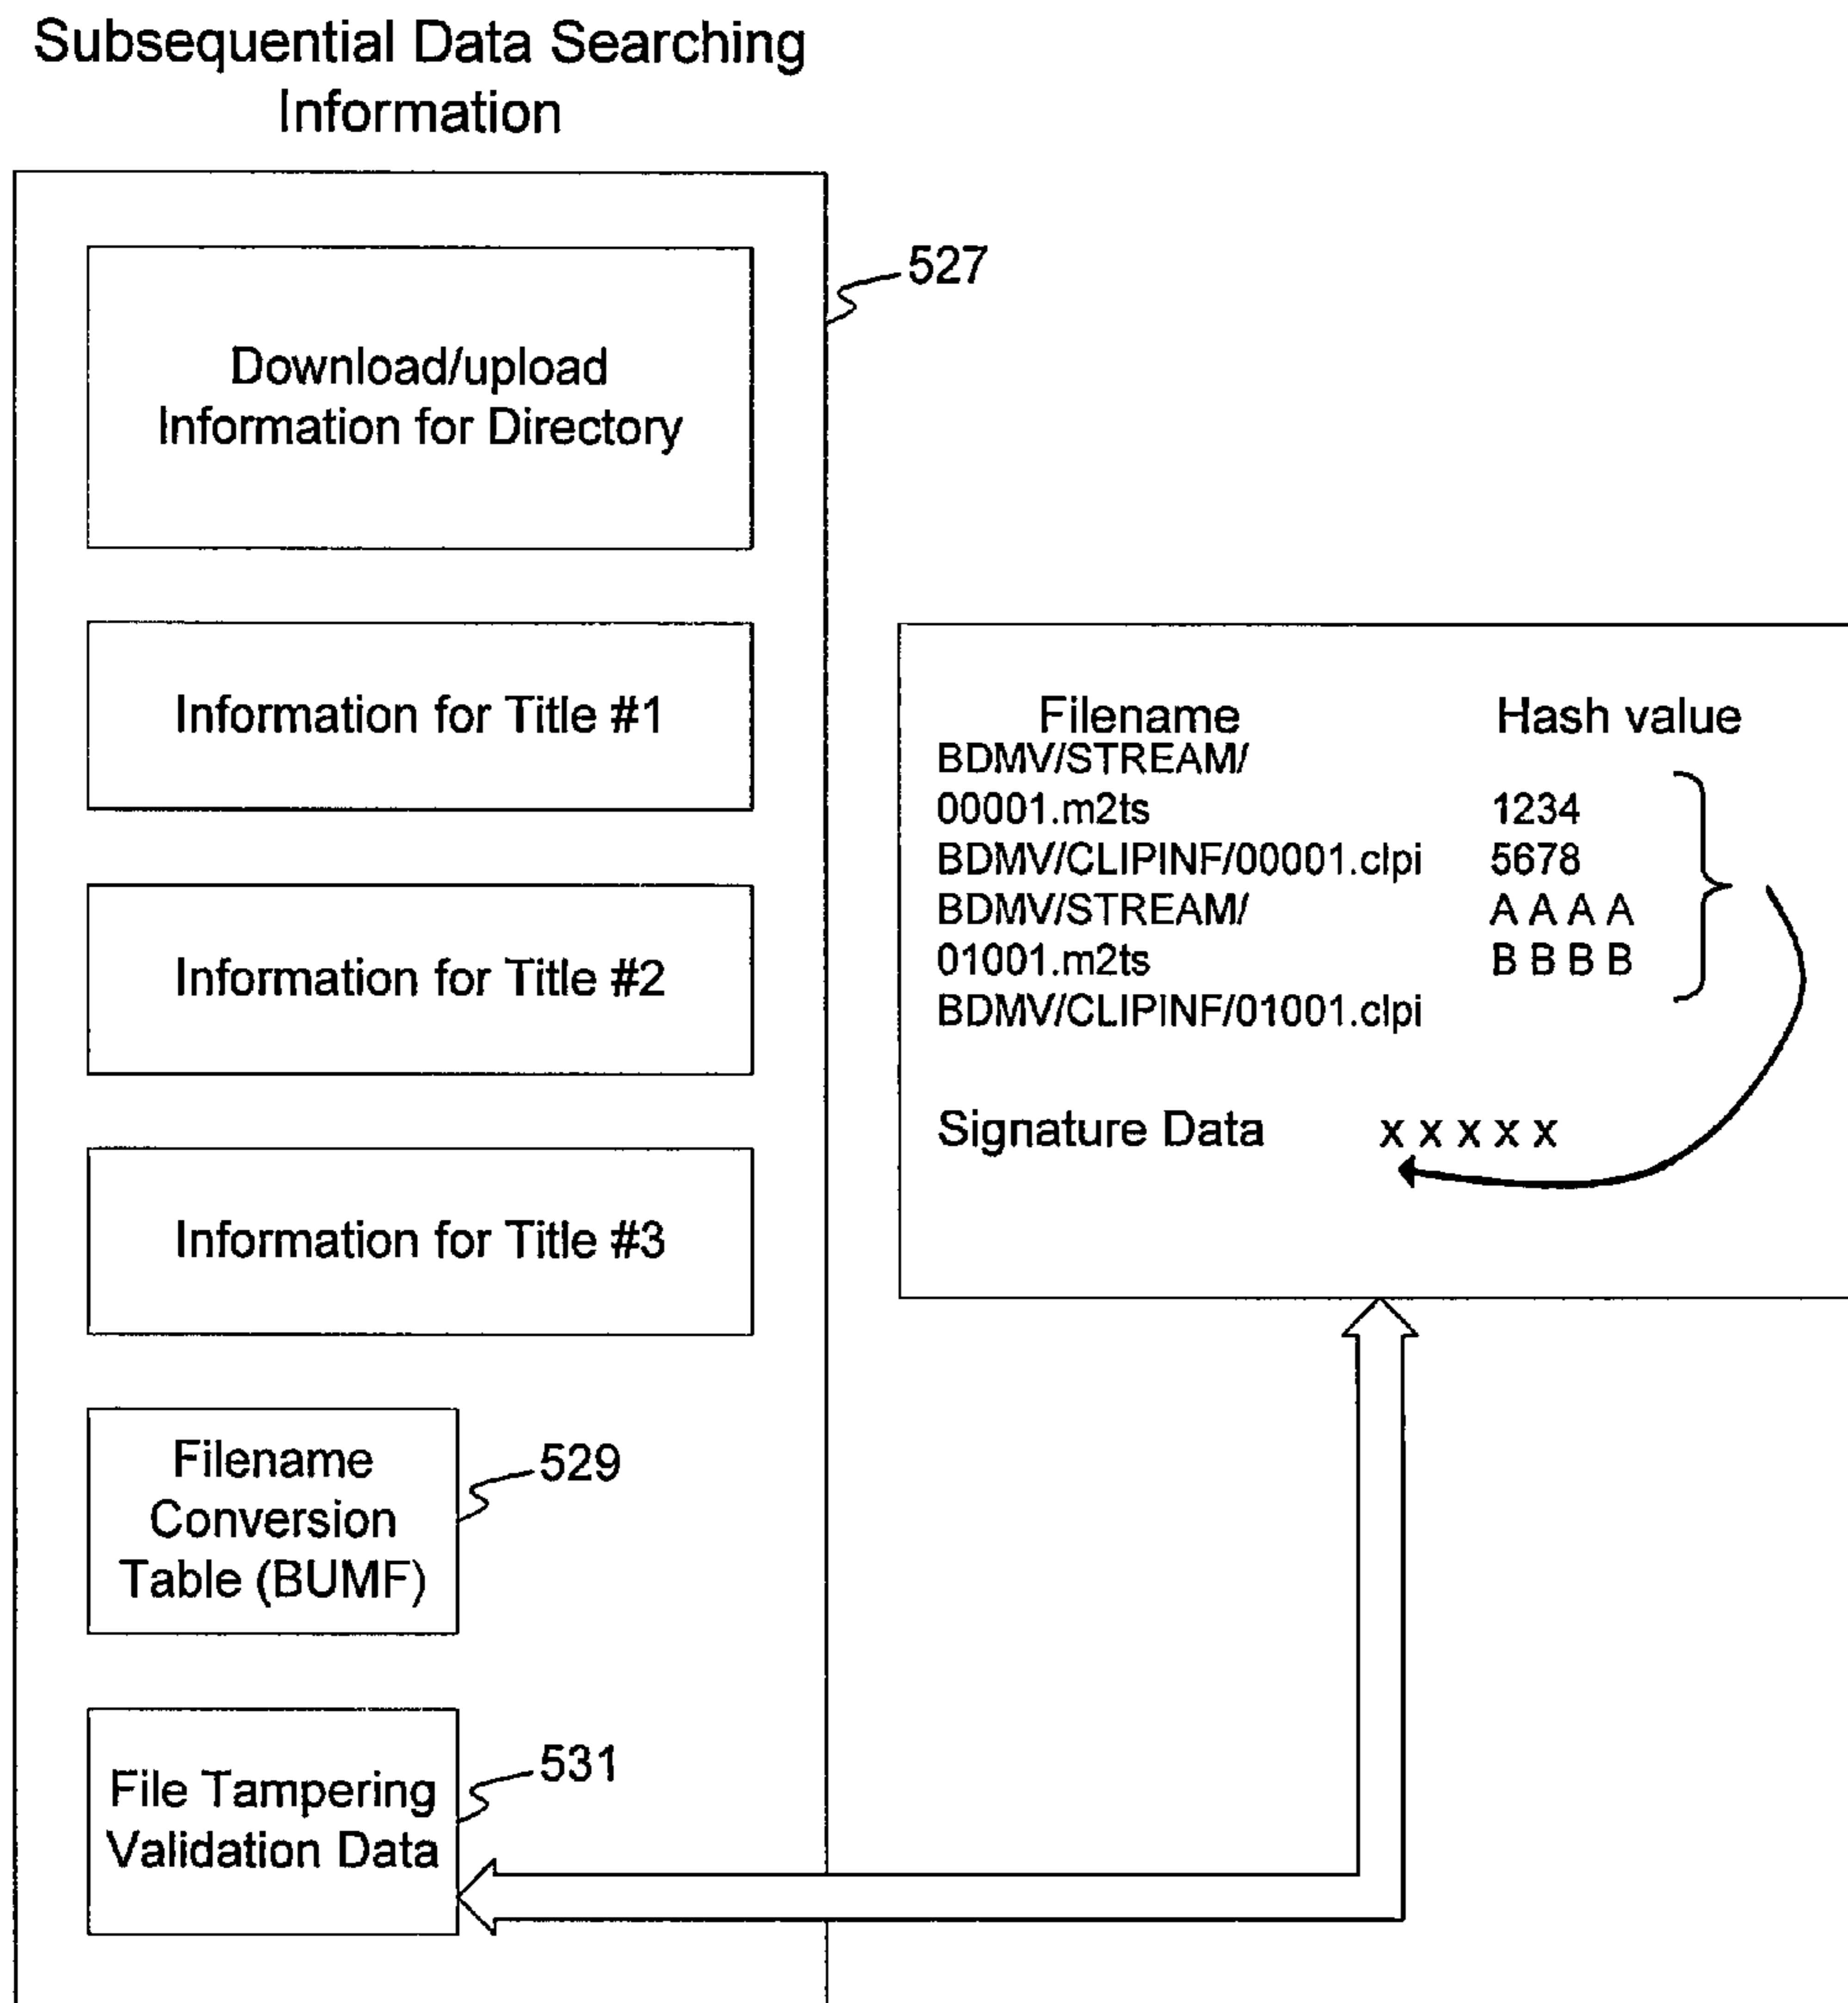 Subsequential Data Searching
Information
527
Download/upload
Information for Directory
Information for Title #1
Information for Title #2
Information for Title #3
Filename
Conversion
Table (BUMF)
529
File Tampering
Validation Data
531
Filename Hash value
BDMV/STREAM/
00001.m2ts 1234
BDMV/CLIPINF/00001.clpi 5678
BDMV/STREAM/ A A A A
01001.m2ts B B B B
BDMV/CLIPINF/01001.clpi
Signature Data x x x x x